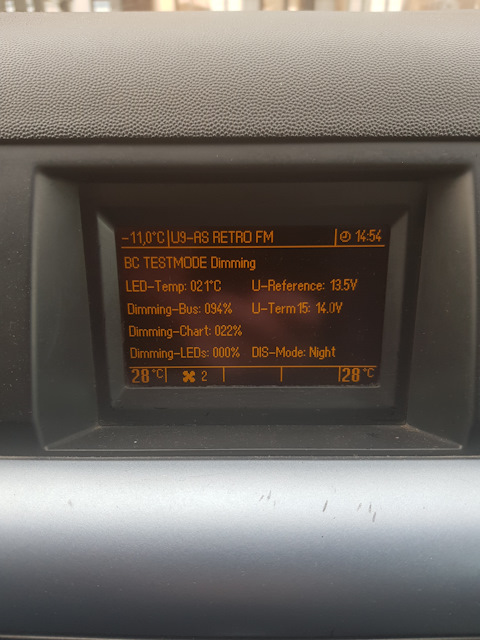 -11,0°C U9-AS RETRO FM 14:54
BC TESTMODE Dimming
LED-Temp: 021°C U-Reference: 13.5V
Dimming-Bus: 094% U-Term15: 14.0V
Dimming-Chart: 022%
Dimming-LEDs: 000% DIS-Mode: Night
28°C 2 28°C